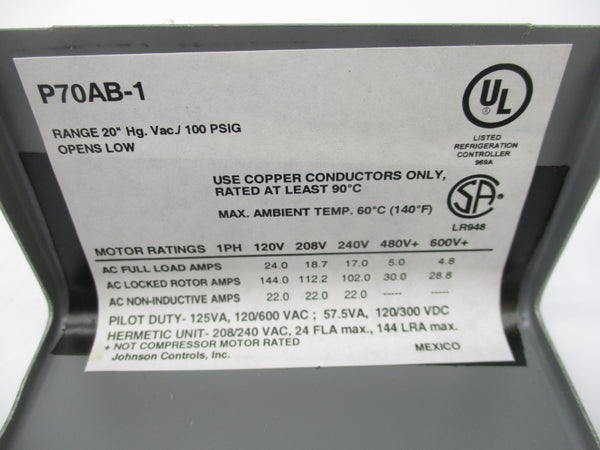 P70AB-1
RANGE 20" Hg. Vac./ 100 PSIG
OPENS LOW
UL
LISTED
REFRIGERATION
CONTROLLER
969A
USE COPPER CONDUCTORS ONLY,
RATED AT LEAST 90°C
MAX. AMBIENT TEMP. 60°C (140°F)
SA
LR948
MOTOR RATINGS 1PH 120V 208V 240V 480V+ 600V+
AC FULL LOAD AMPS 24.0 18.7 17.0 5.0 4.8
AC LOCKED ROTOR AMPS 144.0 112.2 102.0 30.0 28.8
AC NON-INDUCTIVE AMPS 22.0 22.0 22.0 ----- -----
PILOT DUTY- 125VA, 120/600 VAC ; 57.5VA, 120/300 VDC
HERMETIC UNIT- 208/240 VAC, 24 FLA max., 144 LRA max.
+ NOT COMPRESSOR MOTOR RATED
Johnson Controls, Inc. MEXICO